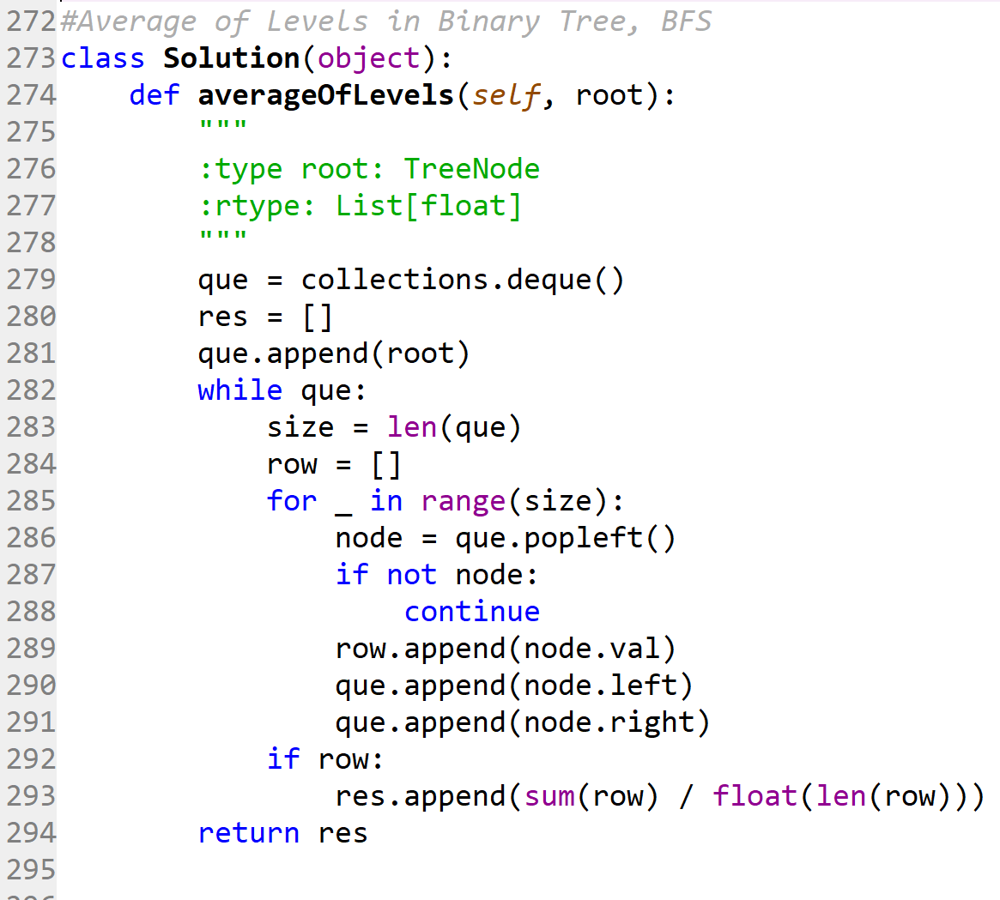 272 #Average of Levels in Binary Tree, BFS
273 class Solution(object):
274     def averageOfLevels(self, root):
275         """
276         :type root: TreeNode
277         :rtype: List[float]
278         """
279         que = collections.deque()
280         res = []
281         que.append(root)
282         while que:
283             size = len(que)
284             row = []
285             for _ in range(size):
286                 node = que.popleft()
287                 if not node:
288                     continue
289                 row.append(node.val)
290                 que.append(node.left)
291                 que.append(node.right)
292             if row:
293                 res.append(sum(row) / float(len(row)))
294         return res
295